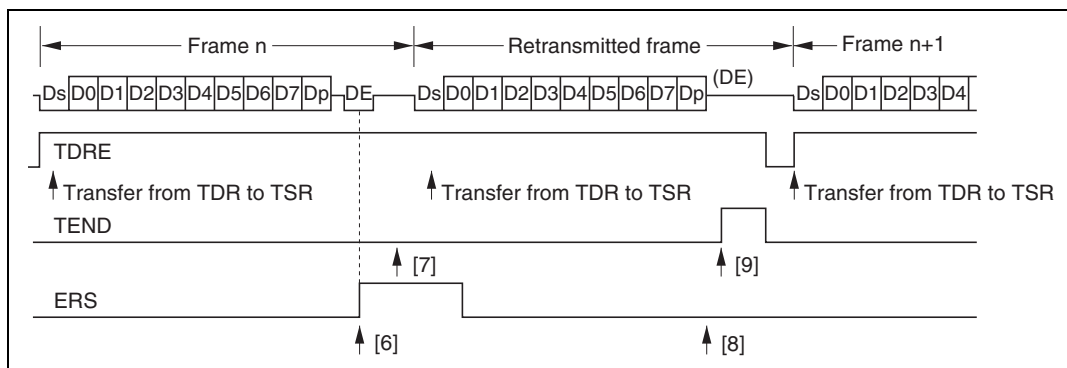 Frame n Retransmitted frame Frame n+1
Ds D0 D1 D2 D3 D4 D5 D6 D7 Dp DE Ds D0 D1 D2 D3 D4 D5 D6 D7 Dp (DE) Ds D0 D1 D2 D3 D4
TDRE
Transfer from TDR to TSR Transfer from TDR to TSR Transfer from TDR to TSR
TEND
[7] [9]
ERS
[6] [8]